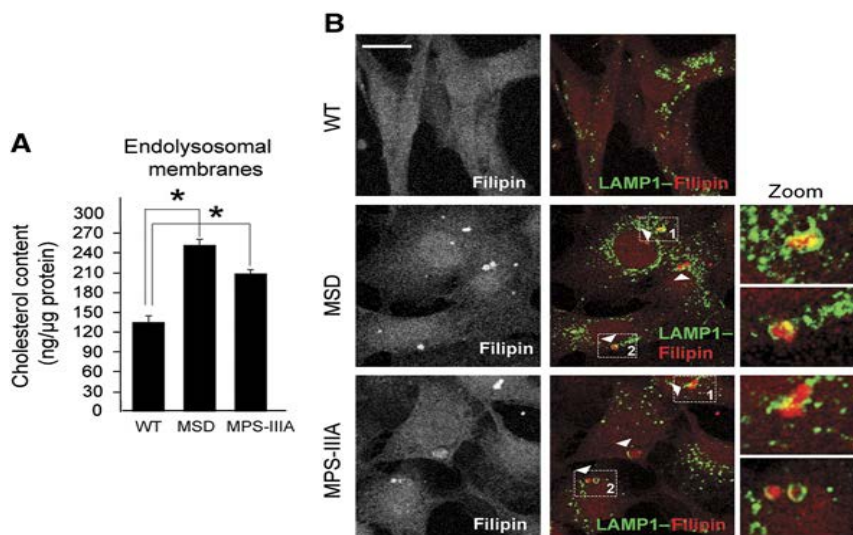 A
Endolysosomal
membranes
*
*
Cholesterol content
(ng/µg protein)
300
270
240
210
180
150
120
90
60
30
0
WT
MSD
MPS-IIIA
B
WT
Filipin
LAMP1–Filipin
Zoom
MSD
Filipin
1
2
LAMP1–
Filipin
MPS-IIIA
Filipin
1
2
LAMP1–Filipin